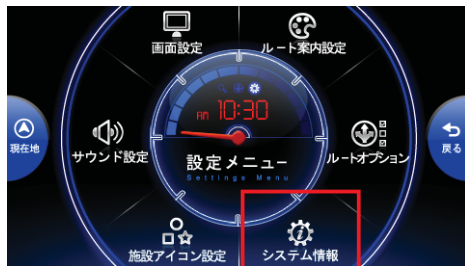 画面設定
ルート案内設定
AM 10:30
現在地
サウンド設定
設定メニュー
Settings Menu
ルートオプション
戻る
施設アイコン設定
システム情報